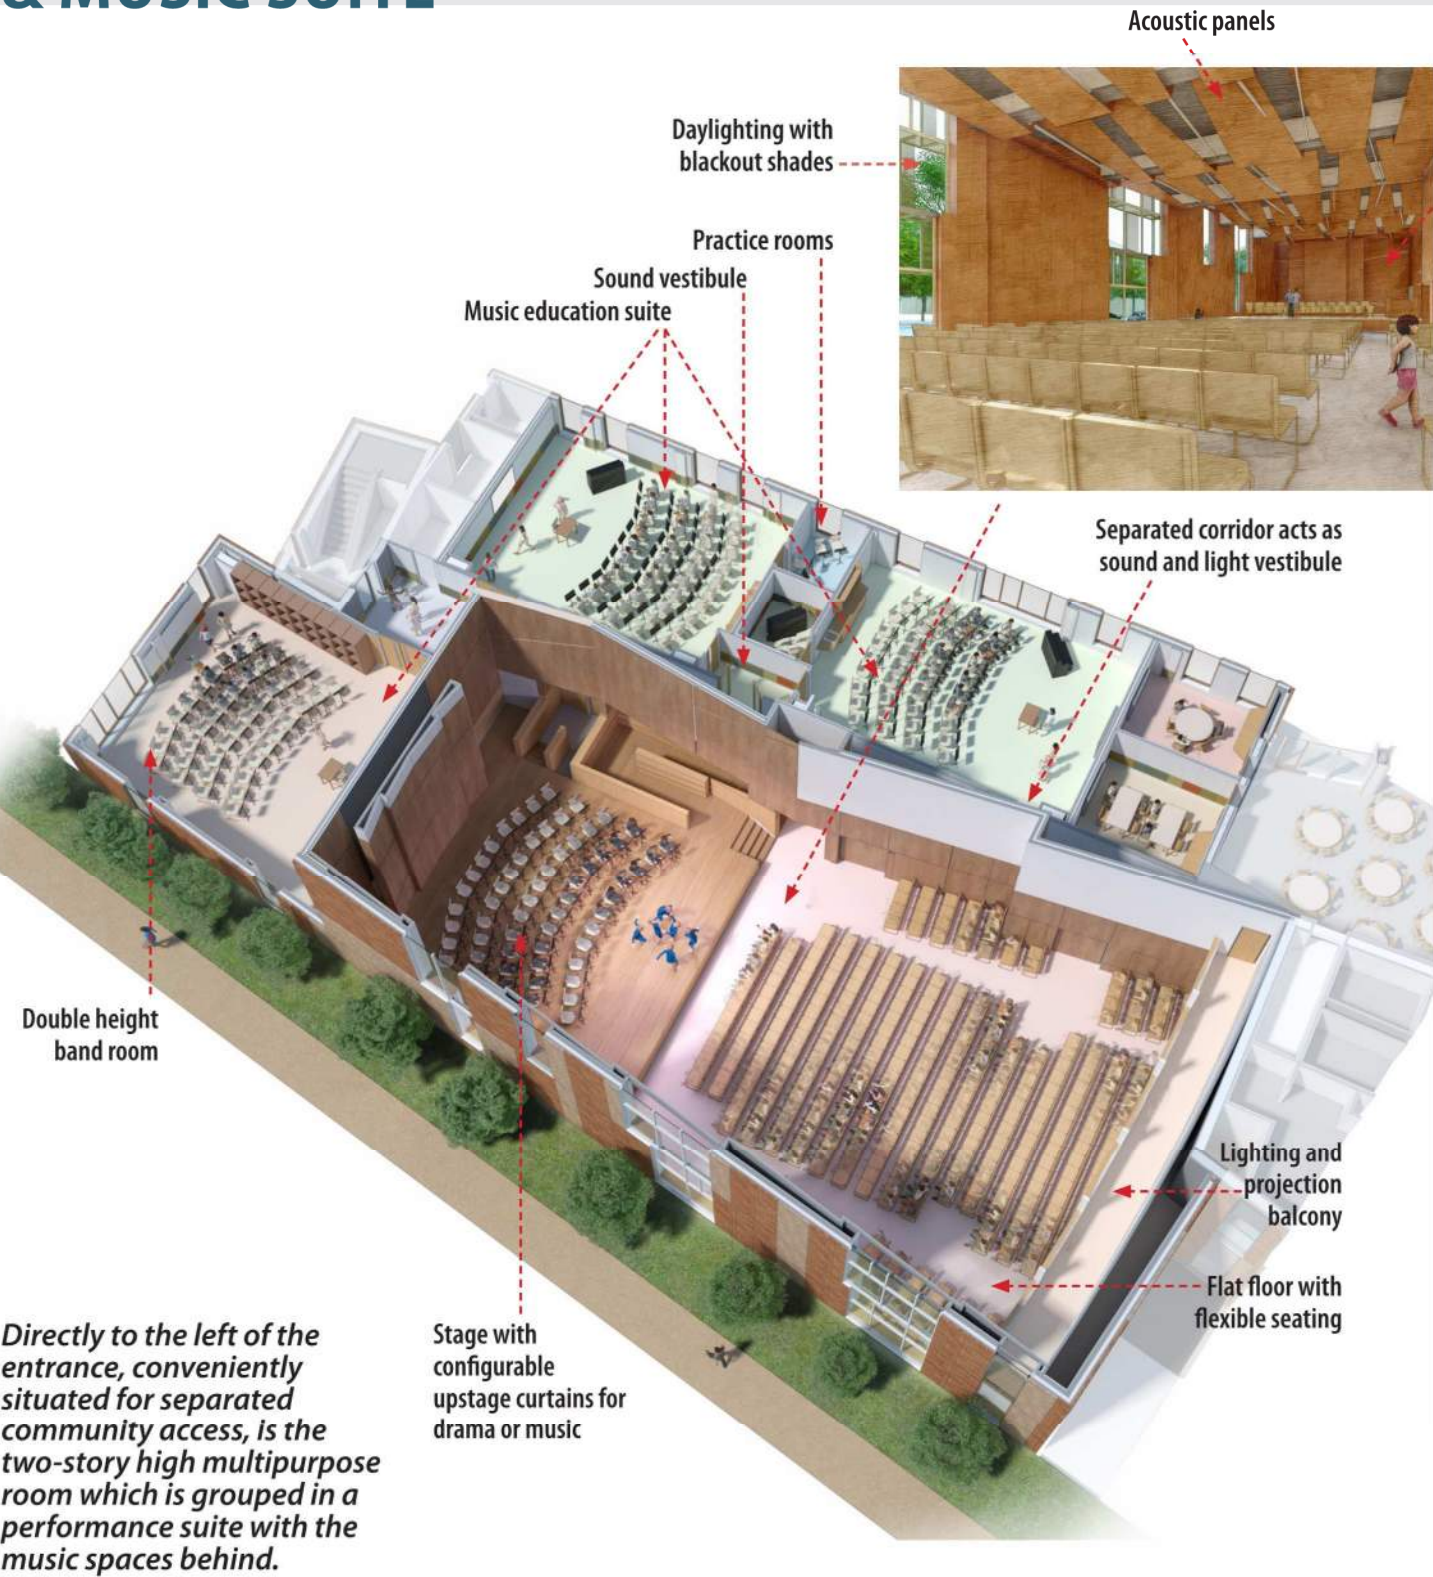 & MUSIC SUITE
Acoustic panels
Daylighting with
blackout shades
Practice rooms
Sound vestibule
Music education suite
Separated corridor acts as
sound and light vestibule
Double height
band room
Lighting and
projection
balcony
Flat floor with
flexible seating
Stage with
configurable
upstage curtains for
drama or music
Directly to the left of the
entrance, conveniently
situated for separated
community access, is the
two-story high multipurpose
room which is grouped in a
performance suite with the
music spaces behind.